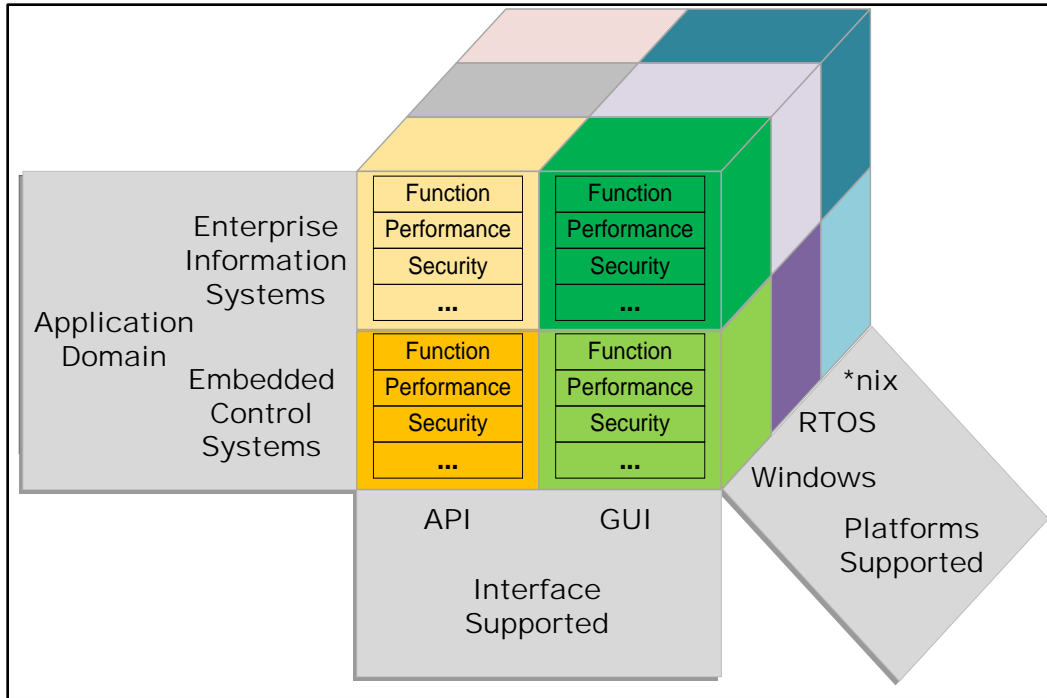 Function
Performance
Security
...
Function
Performance
Security
...
Enterprise
Information
Systems
Application
Domain
Embedded
Control
Systems
Function
Performance
Security
...
Function
Performance
Security
...
*nix
RTOS
Windows
Platforms
Supported
API
GUI
Interface
Supported